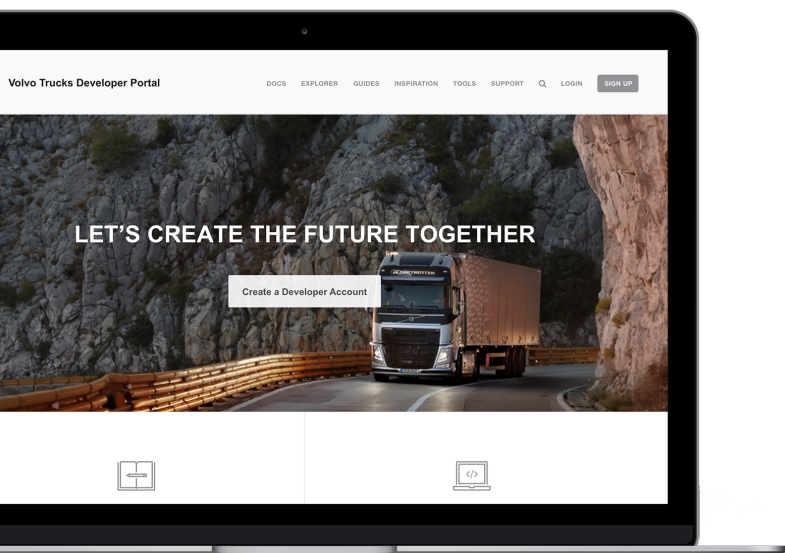 Volvo Trucks Developer Portal
DOCS EXPLORER GUIDES INSPIRATION TOOLS SUPPORT LOGIN SIGN UP
LET'S CREATE THE FUTURE TOGETHER
GLOBETROTTER
Create a Developer Account
</>